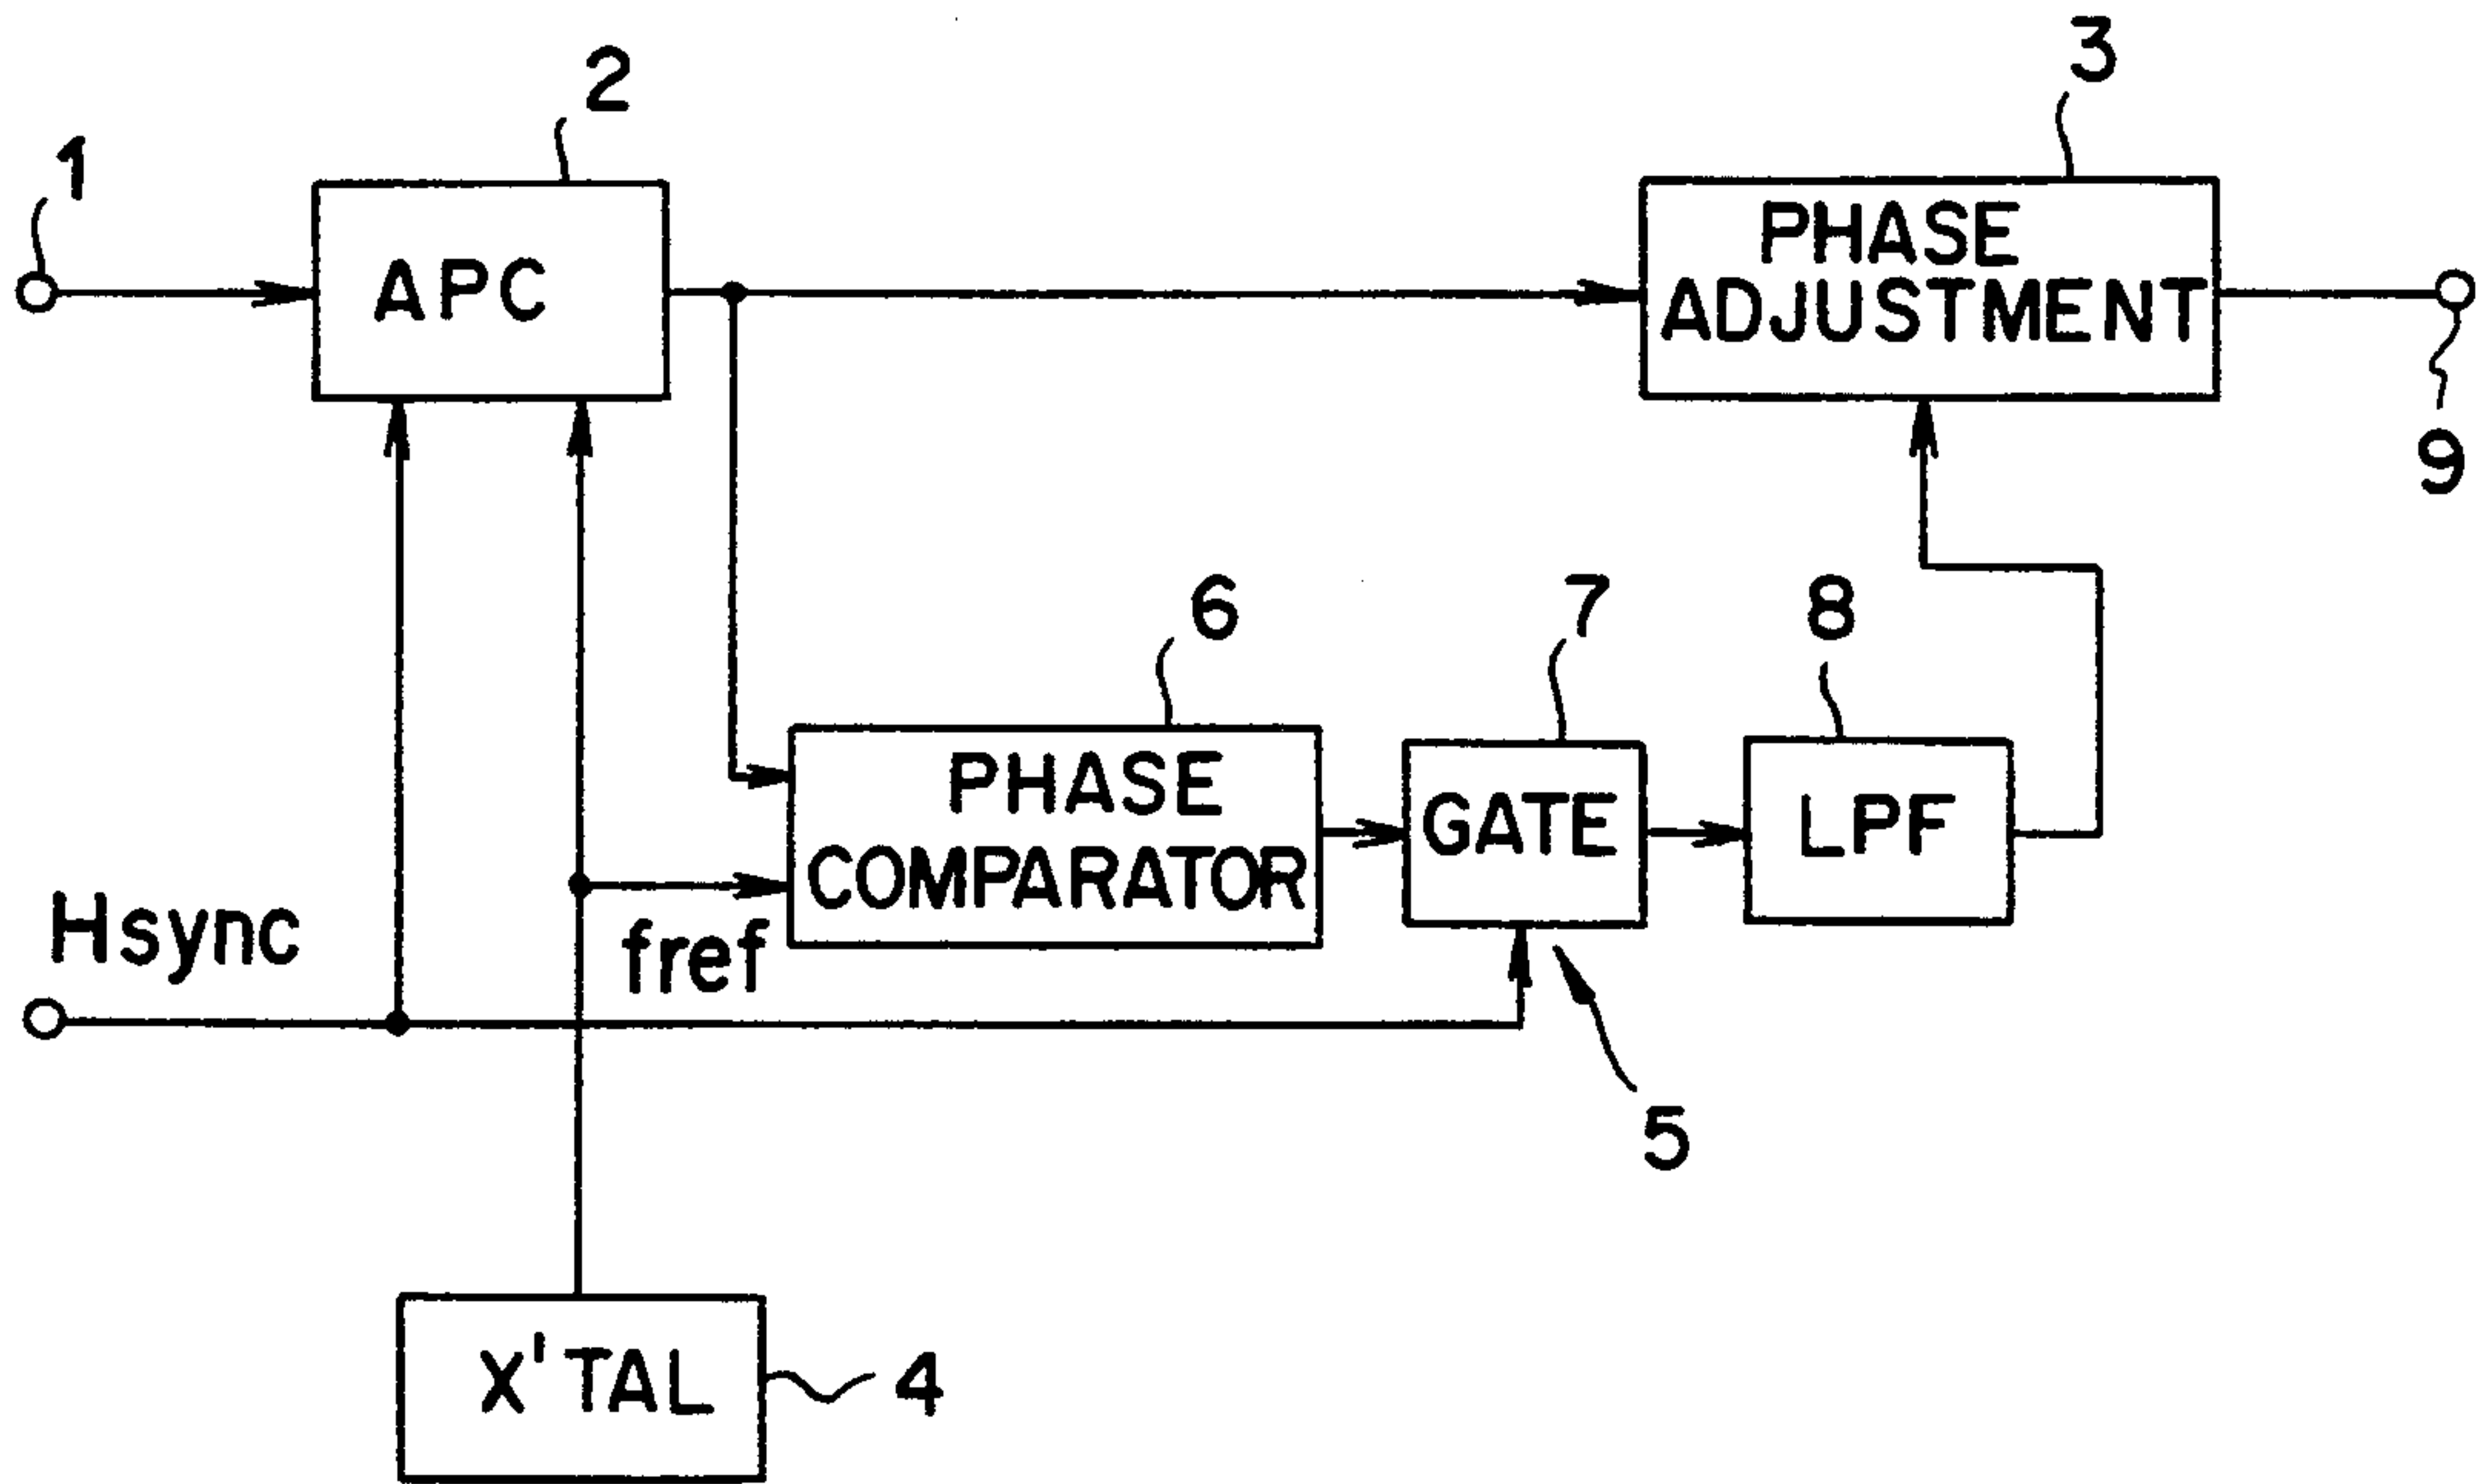 1
2
3
APC
PHASE
ADJUSTMENT
9
6
7
8
PHASE
COMPARATOR
GATE
LPF
Hsync
fref
5
X'TAL
4